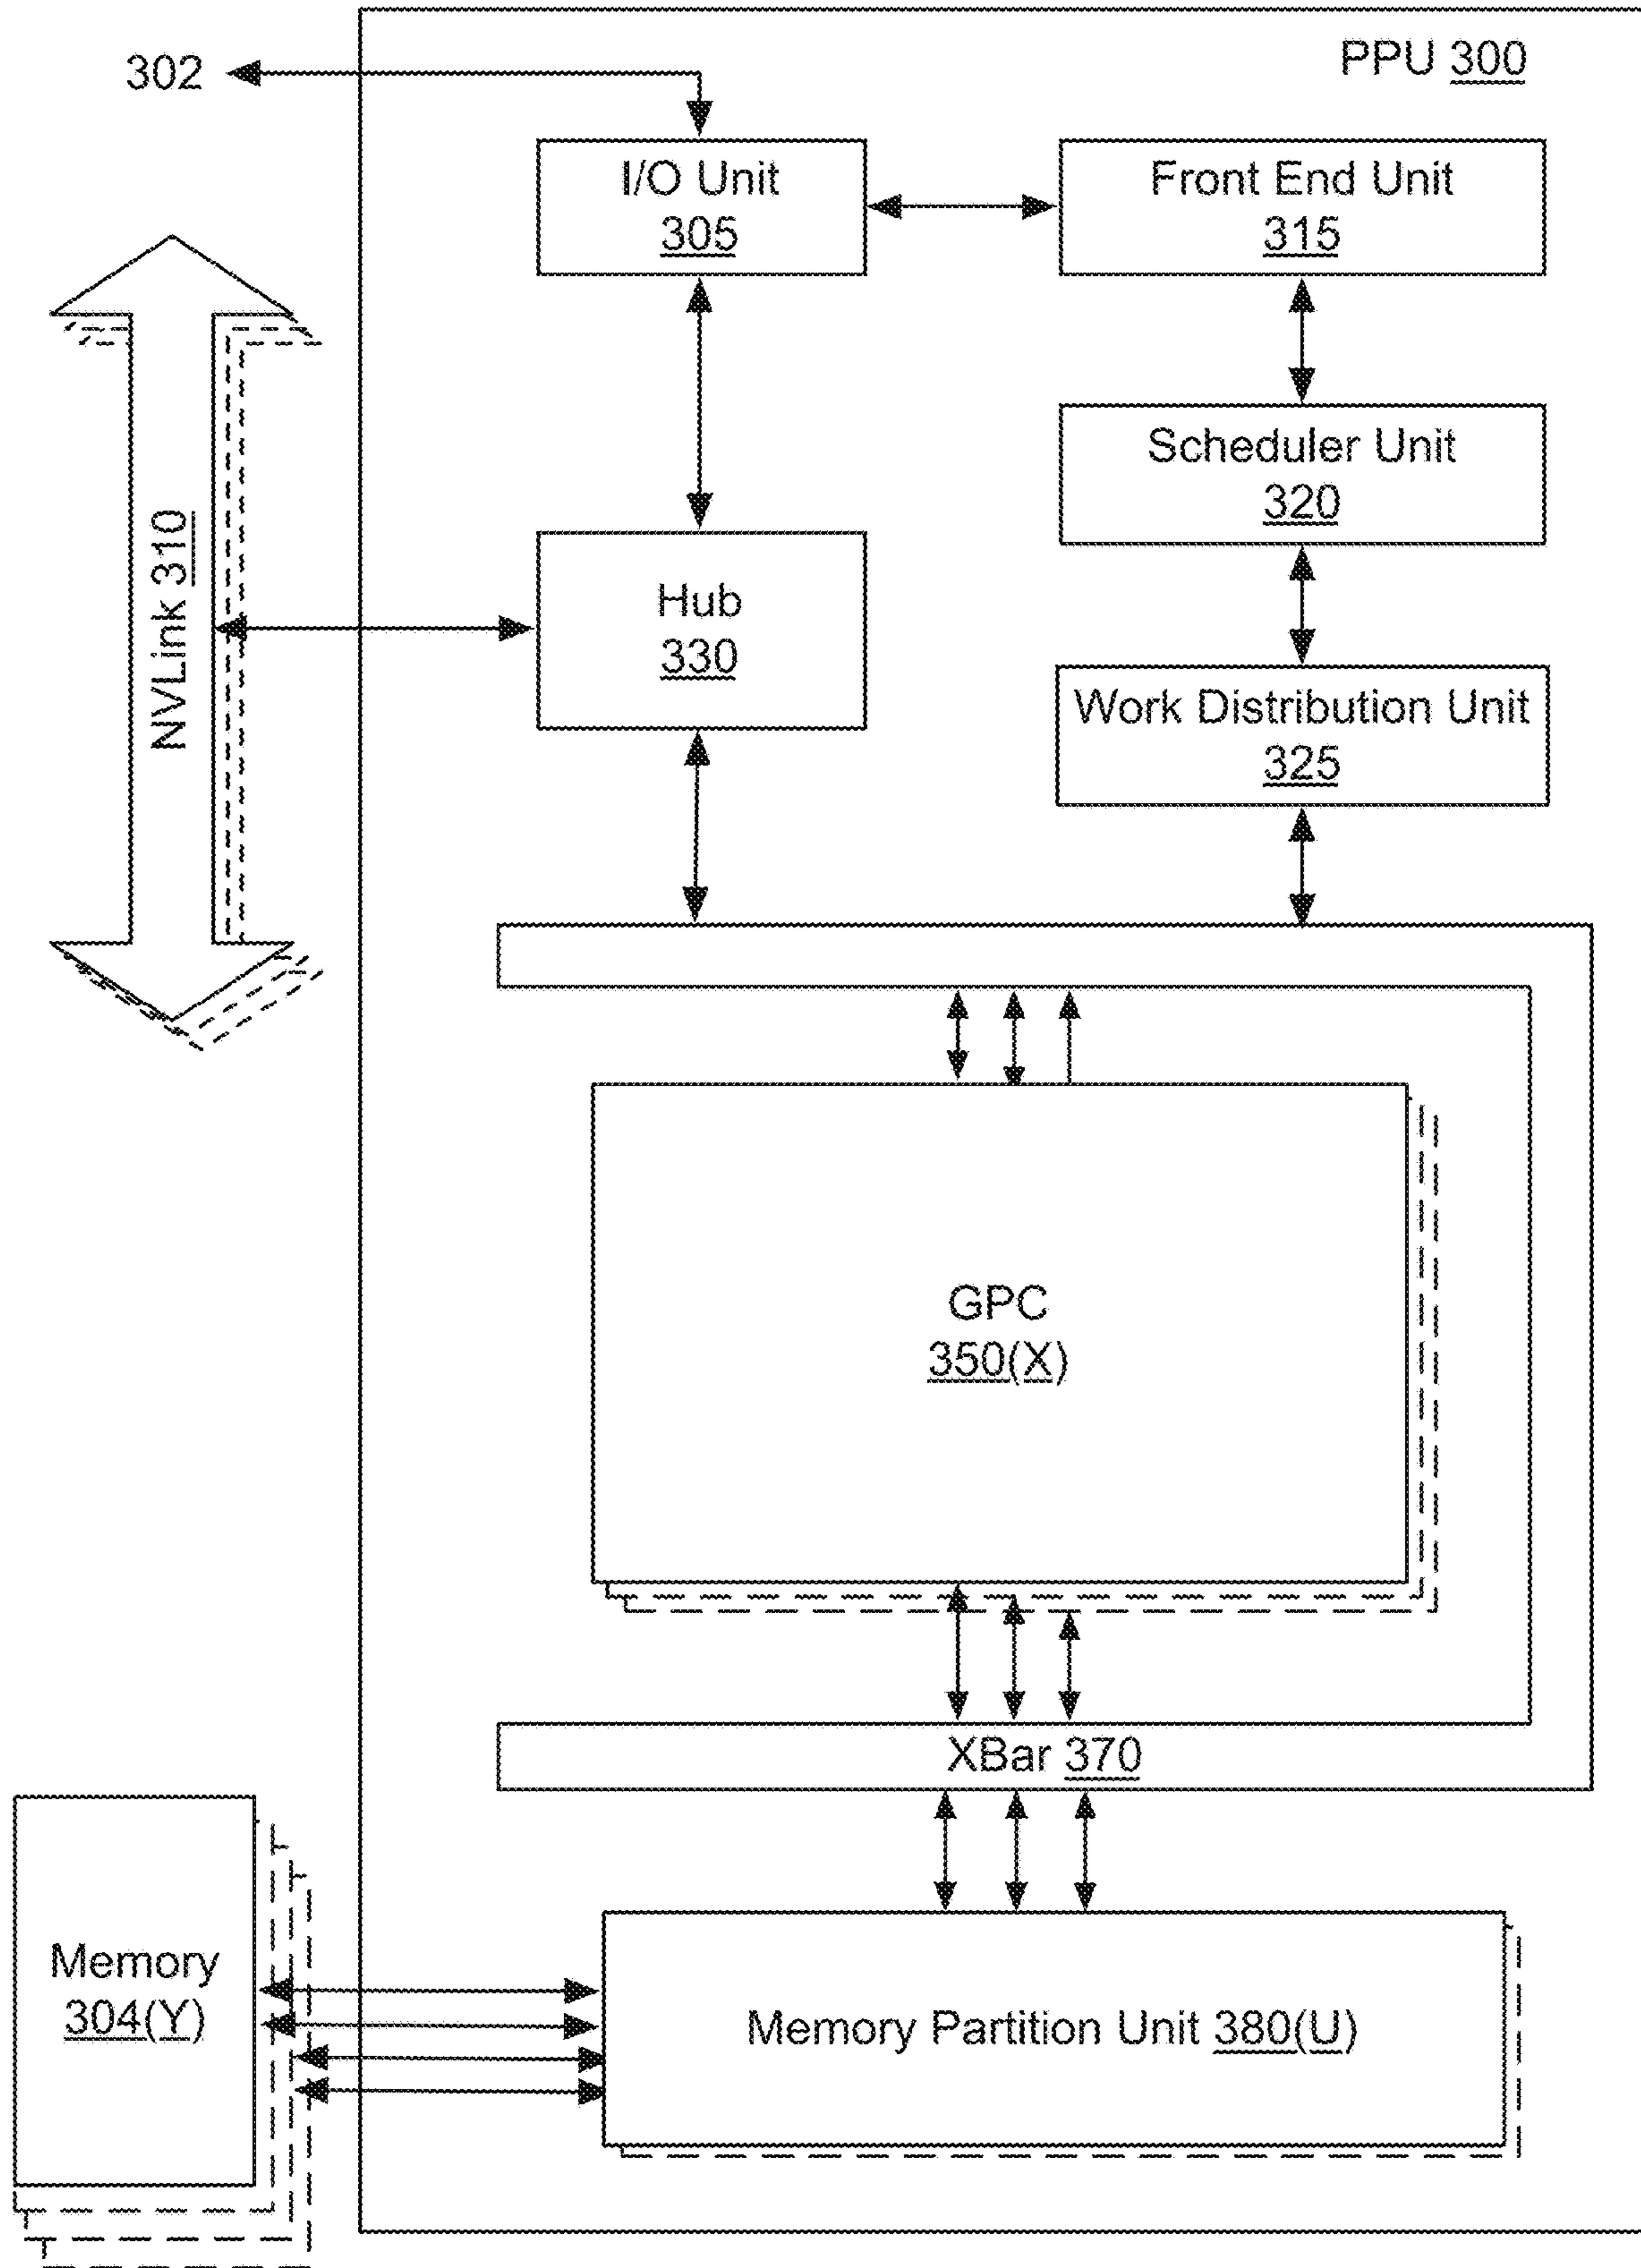 PPU 300
302
I/O Unit
305
Front End Unit
315
Scheduler Unit
320
NVLink 310
Hub
330
Work Distribution Unit
325
GPC
350(X)
XBar 370
Memory
304(Y)
Memory Partition Unit 380(U)